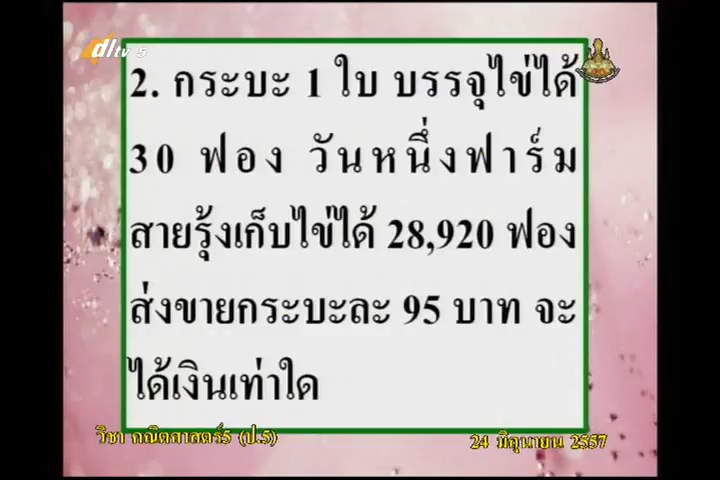 dltv 5
2. กระบะ 1 ใบ บรรจุไข่ได้
30 ฟอง วันหนึ่งฟาร์ม
สายรุ้งเก็บไข่ได้ 28,920 ฟอง
ส่งขายกระบะละ 95 บาท จะ
ได้เงินเท่าใด
วิชา คณิตศาสตร์5 (ป.5)
24 มิถุนายน 2557